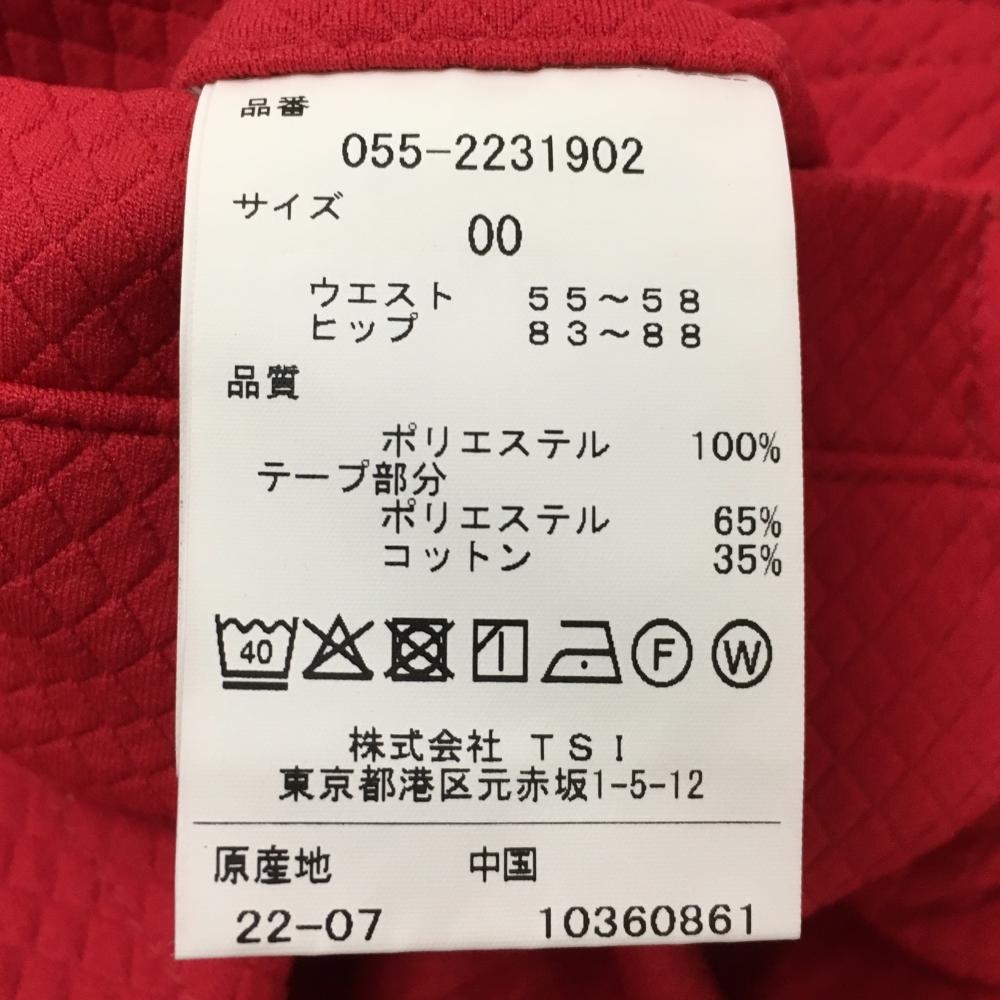 品番
055-2231902
サイズ
00
ウエスト 55～58
ヒップ 83～88
品質
ポリエステル 100%
テープ部分
ポリエステル 65%
コットン 35%
40 F W
株式会社 TSI
東京都港区元赤坂1-5-12
原産地 中国
22-07 10360861